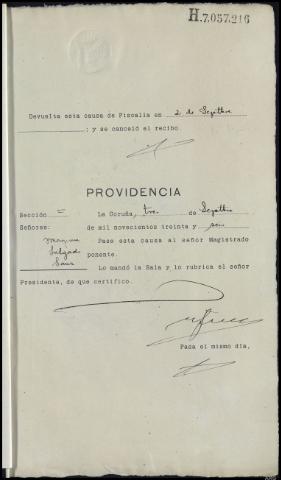 H.7.057.216
Devuelta esta causa de Fiscalía en 2 de Septbre
; y se canceló el recibo.
PROVIDENCIA
Sección = La Coruña, tres de Septbre
Señores: de mil novecientos treinta y seis
Pase esta causa al señor Magistrado
Salgado ponente.
Lo mandó la Sala y lo rubrica el señor
Presidente, de que certifico.
Pasa el mismo día,